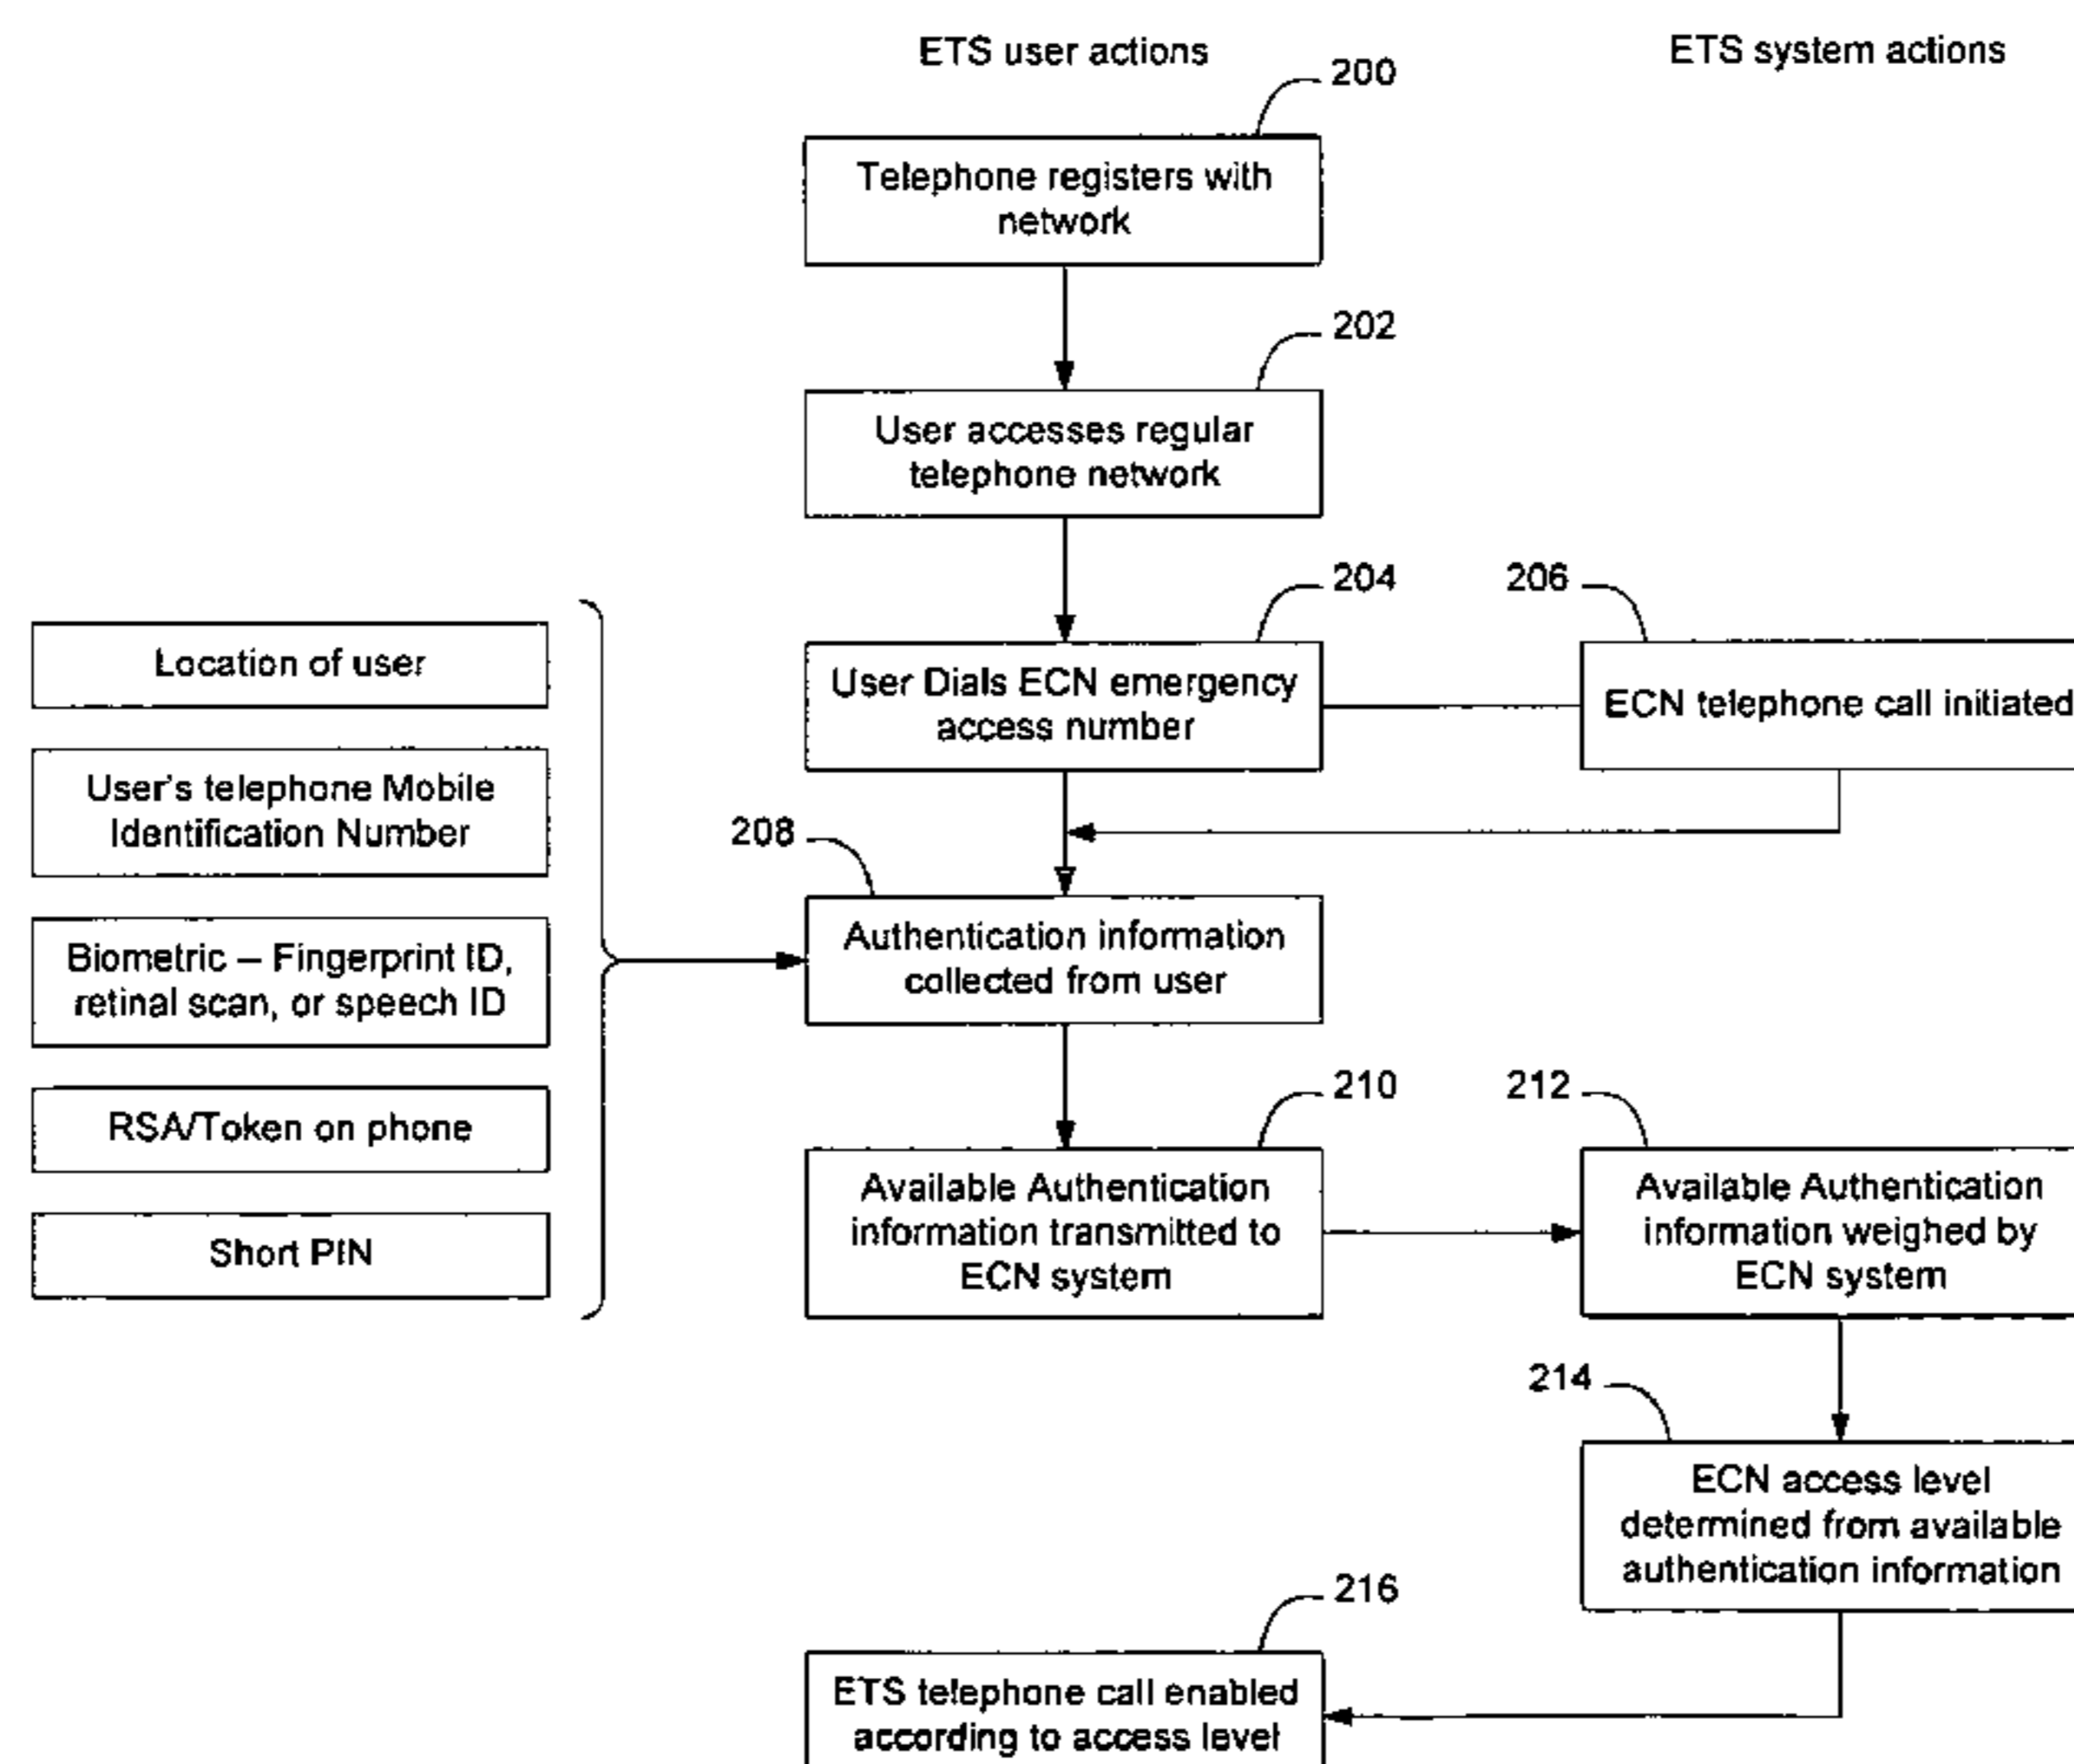 ETS user actions
ETS system actions
200
Telephone registers with
network
202
User accesses regular
telephone network
204
206
User Dials ECN emergency
access number
ECN telephone call initiated
Location of user
User's telephone Mobile
Identification Number
Biometric – Fingerprint ID,
retinal scan, or speech ID
RSA/Token on phone
Short PIN
208
Authentication information
collected from user
210
212
Available Authentication
information transmitted to
ECN system
Available Authentication
information weighed by
ECN system
214
ECN access level
determined from available
authentication information
216
ETS telephone call enabled
according to access level